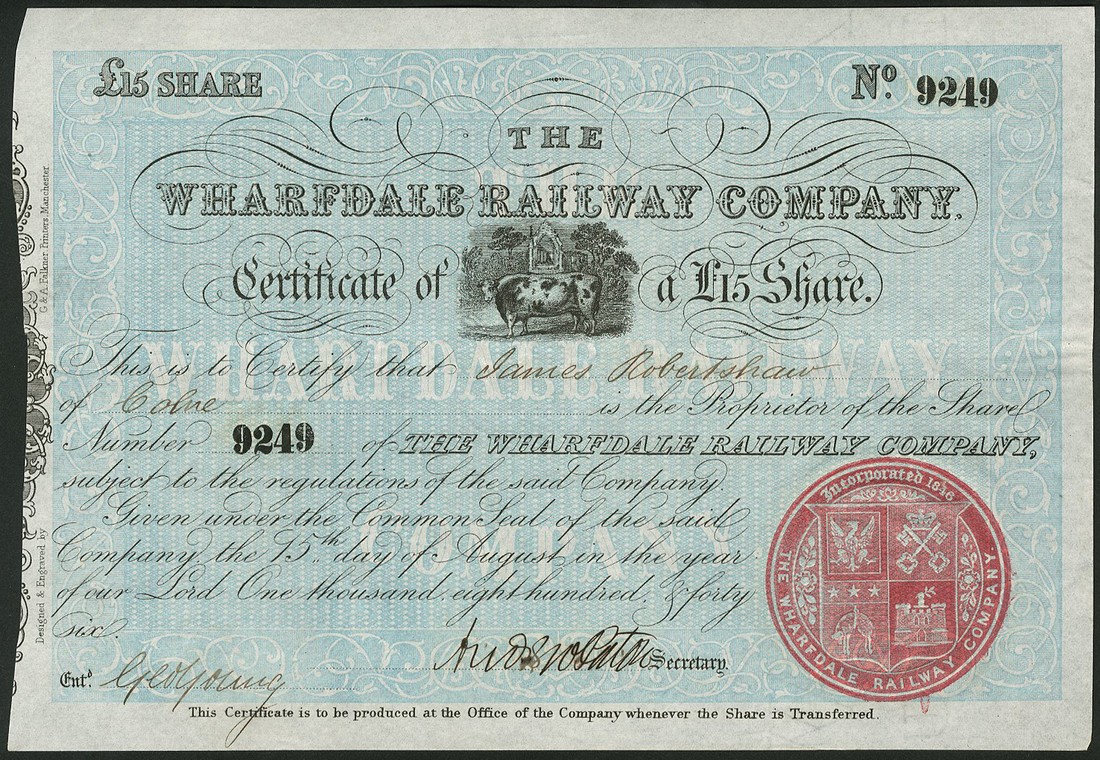 £15 SHARE
Nº. 9249
THE
WHARFDALE RAILWAY COMPANY.
Certificate of a £15 Share.
WHARFDALE RAILWAY
COMPANY
This is to Certify that James Robertshaw
of Colne is the Proprietor of the Share
Number 9249 of THE WHARFDALE RAILWAY COMPANY,
subject to the regulations of the said Company.
Given under the Common Seal of the said
Company, the 15th day of August in the year
of our Lord One thousand eight hundred & forty
six.
Secretary.
Entd. Geo Young
This Certificate is to be produced at the Office of the Company whenever the Share is Transferred.
Incorporated 1846
THE WHARFDALE RAILWAY COMPANY
Designed & Engraved by
G & A Falkner Printers Manchester